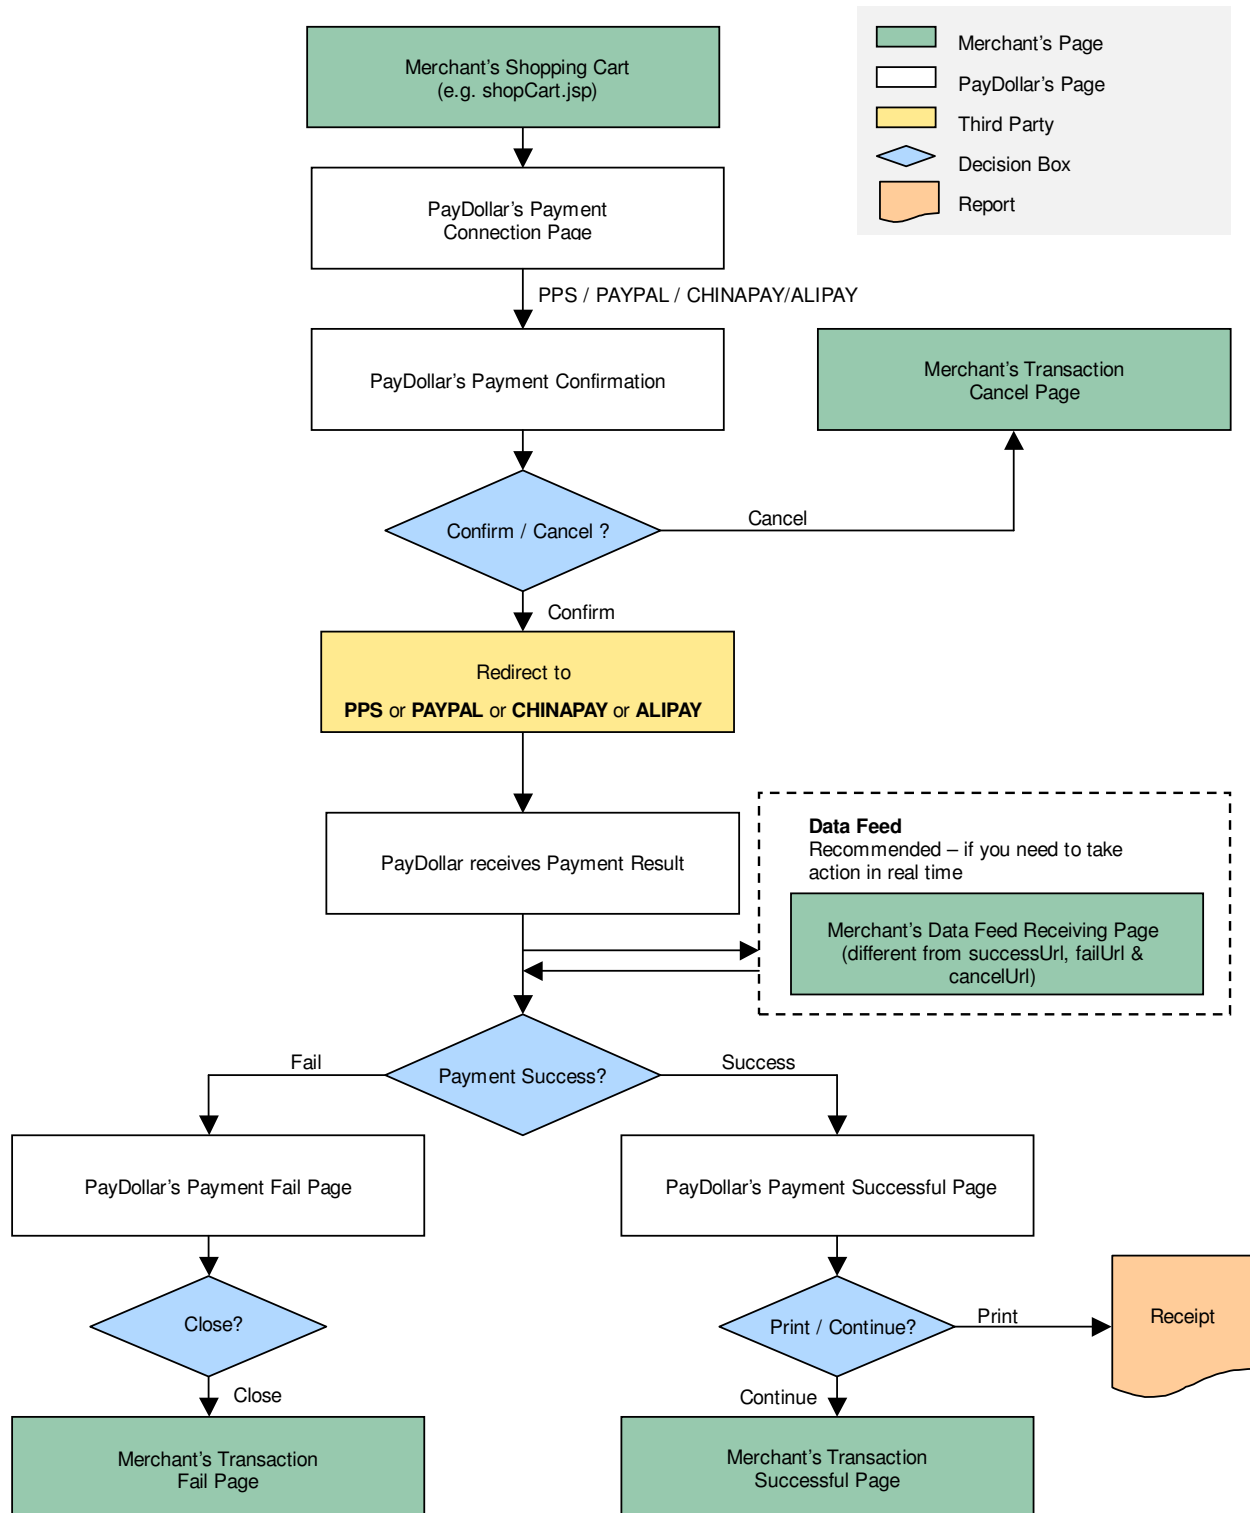 Merchant's Shopping Cart
(e.g. shopCart.jsp)
Merchant's Page
PayDollar's Page
Third Party
Decision Box
Report
PayDollar's Payment
Connection Page
PPS / PAYPAL / CHINAPAY/ALIPAY
PayDollar's Payment Confirmation
Merchant's Transaction
Cancel Page
Confirm / Cancel ?
Cancel
Confirm
Redirect to
PPS or PAYPAL or CHINAPAY or ALIPAY
PayDollar receives Payment Result
Data Feed
Recommended – if you need to take
action in real time
Merchant's Data Feed Receiving Page
(different from successUrl, failUrl &
cancelUrl)
Payment Success?
Fail
Success
PayDollar's Payment Fail Page
PayDollar's Payment Successful Page
Close?
Print / Continue?
Print
Receipt
Close
Continue
Merchant's Transaction
Fail Page
Merchant's Transaction
Successful Page